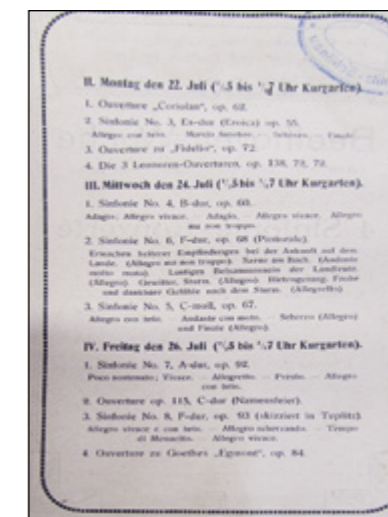 II. Montag den 22. Juli (½5 bis ½7 Uhr Kurgarten).
1. Ouverture „Coriolan“, op. 62.
2. Sinfonie No. 3, Es-dur (Eroica) op. 55.
Allegro con brio. Marcia funebre. Scherzo. Finale
3. Ouverture zu „Fidelio“, op. 72.
4. Die 3 Leonoren-Ouverturen, op. 138, 72, 72.
III. Mittwoch den 24. Juli (½5 bis ½7 Uhr Kurgarten).
1. Sinfonie No. 4, B-dur, op. 60.
Adagio; Allegro vivace. — Adagio. — Allegro vivace. Allegro
ma non troppo.
2. Sinfonie No. 6, F-dur, op. 68 (Pastorale).
Erwachen heiterer Empfindungen bei der Ankunft auf dem
Lande. (Allegro ma non troppo). Szene am Bach. (Andante
molto moto). Lustiges Beisammensein der Landleute.
(Allegro). Gewitter, Sturm. (Allegro). Hirtengesang. Frohe
und dankbare Gefühle nach dem Sturm. (Allegretto).
3. Sinfonie No. 5, C-moll, op. 67.
Allegro con brio. Andante con moto. — Scherzo (Allegro)
und Finale (Allegro).
IV. Freitag den 26. Juli (½5 bis ½7 Uhr Kurgarten).
1. Sinfonie No. 7, A-dur, op. 92.
Poco sostenuto; Vivace. — Allegretto. — Presto. — Allegro
con brio.
2. Ouverture op. 115, C-dur (Namensfeier).
3. Sinfonie No. 8, F-dur, op. 93 (skizziert in Teplitz).
Allegro vivace e con brio. — Allegro scherzando. — Tempo
di Menuetto. — Allegro vivace.
4. Ouverture zu Goethes „Egmont“, op. 84.